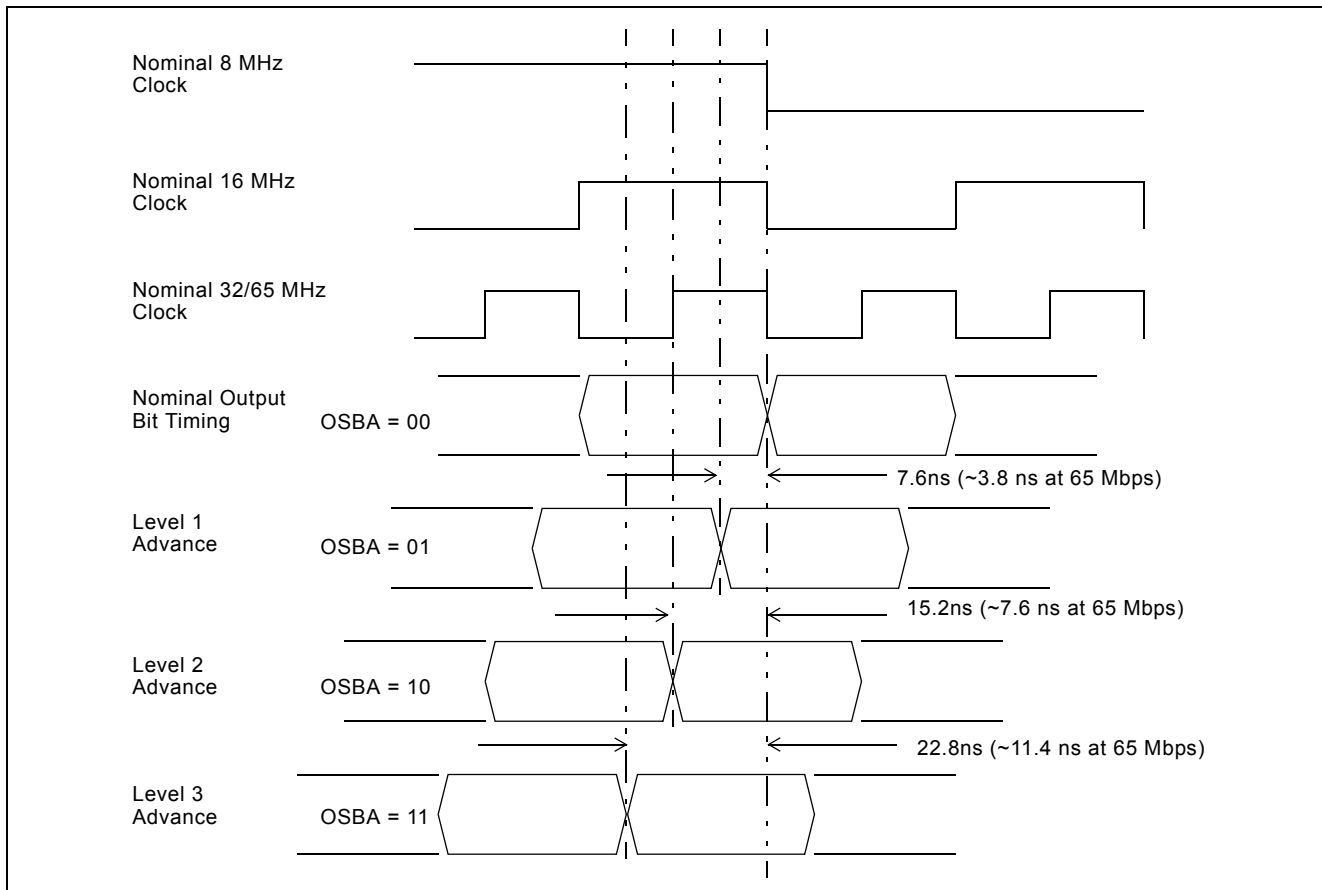 Nominal 8 MHz
Clock
Nominal 16 MHz
Clock
Nominal 32/65 MHz
Clock
Nominal Output
Bit Timing
OSBA = 00
7.6ns (~3.8 ns at 65 Mbps)
Level 1
Advance
OSBA = 01
15.2ns (~7.6 ns at 65 Mbps)
Level 2
Advance
OSBA = 10
22.8ns (~11.4 ns at 65 Mbps)
Level 3
Advance
OSBA = 11